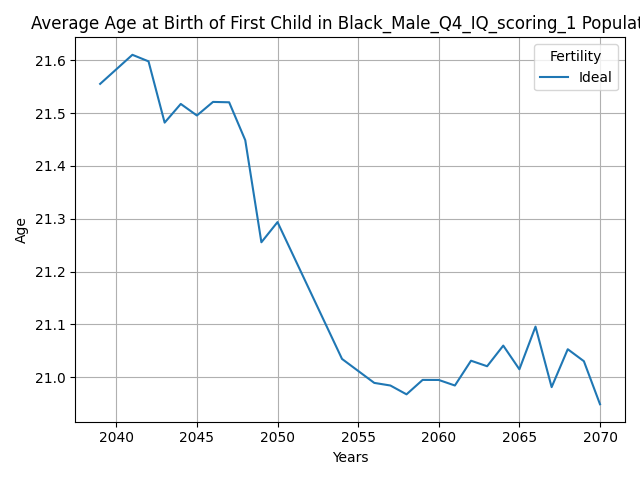 Average Age at Birth of First Child in Black_Male_Q4_IQ_scoring_1 Populat
Fertility
Ideal
21.6
21.5
21.4
21.3
21.2
21.1
21.0
Age
2040 2045 2050 2055 2060 2065 2070
Years